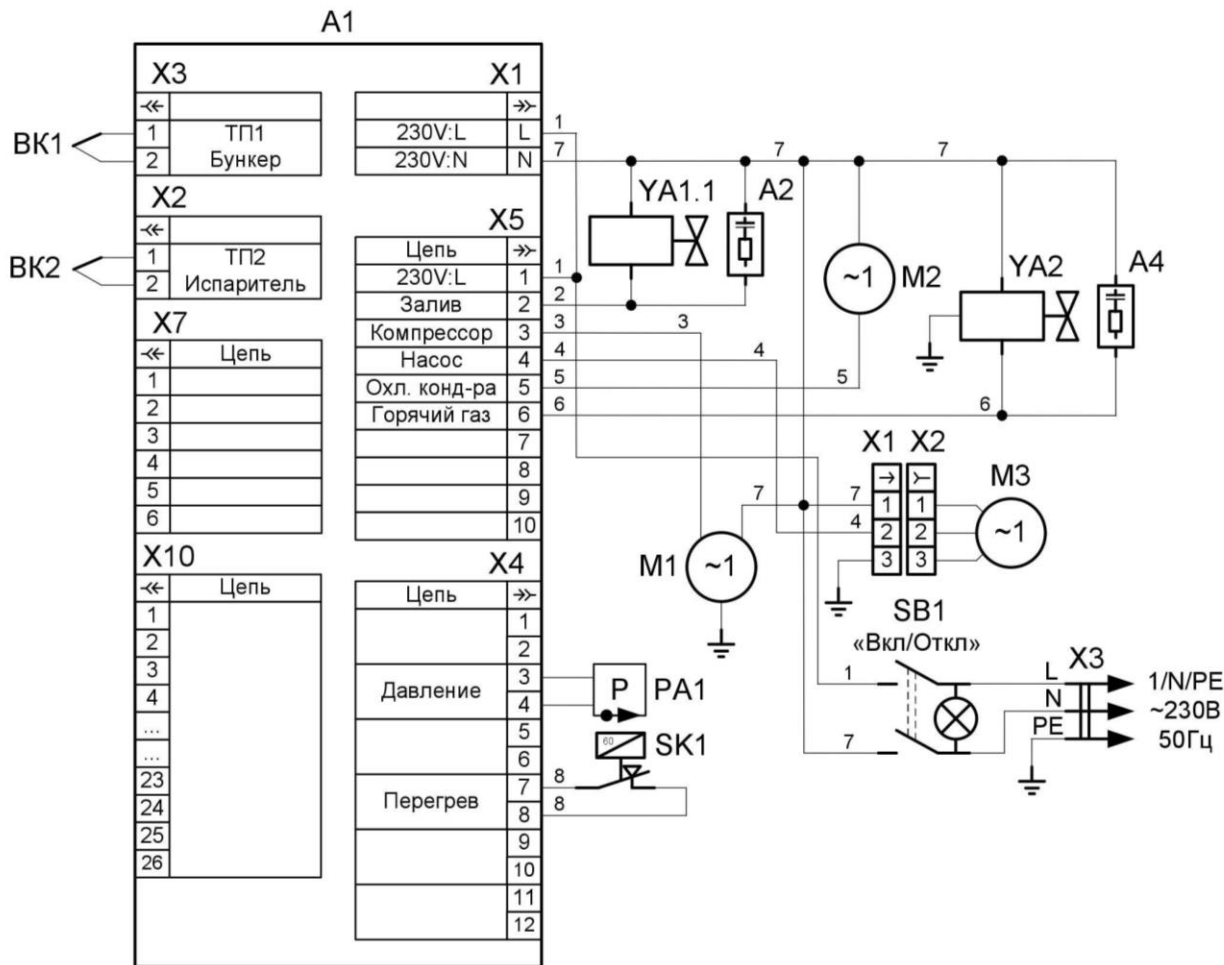 A1
X3
X1
1 ТП1 230V:L L 1
2 Бункер 230V:N N 7 7 7
ВК1
X2
X5
YA1.1
A2
1 ТП2 Цепь
2 Испаритель 230V:L 1 1
ВК2
Залив 2 2
M2
~1
YA2
A4
X7
Компрессор 3 3 3
Цепь Насос 4 4 4
1 Охл. конд-ра 5 5 5
2 Горячий газ 6 6 6
3 7
4 8
5 9
6 10
X1 X2
M3
1 1
2 2
3 3
7 7
4
~1
M1 ~1
X10
X4
Цепь Цепь
1 1
2 2
3 3
4 Давление 4
... 5
... 6
23 7 8
24 Перегрев 8 8
25 9
26 10
11
12
P PA1
60 SK1
SB1
«Вкл/Откл»
X3
1 L 1/N/PE
N ~230В
7 PE 50Гц